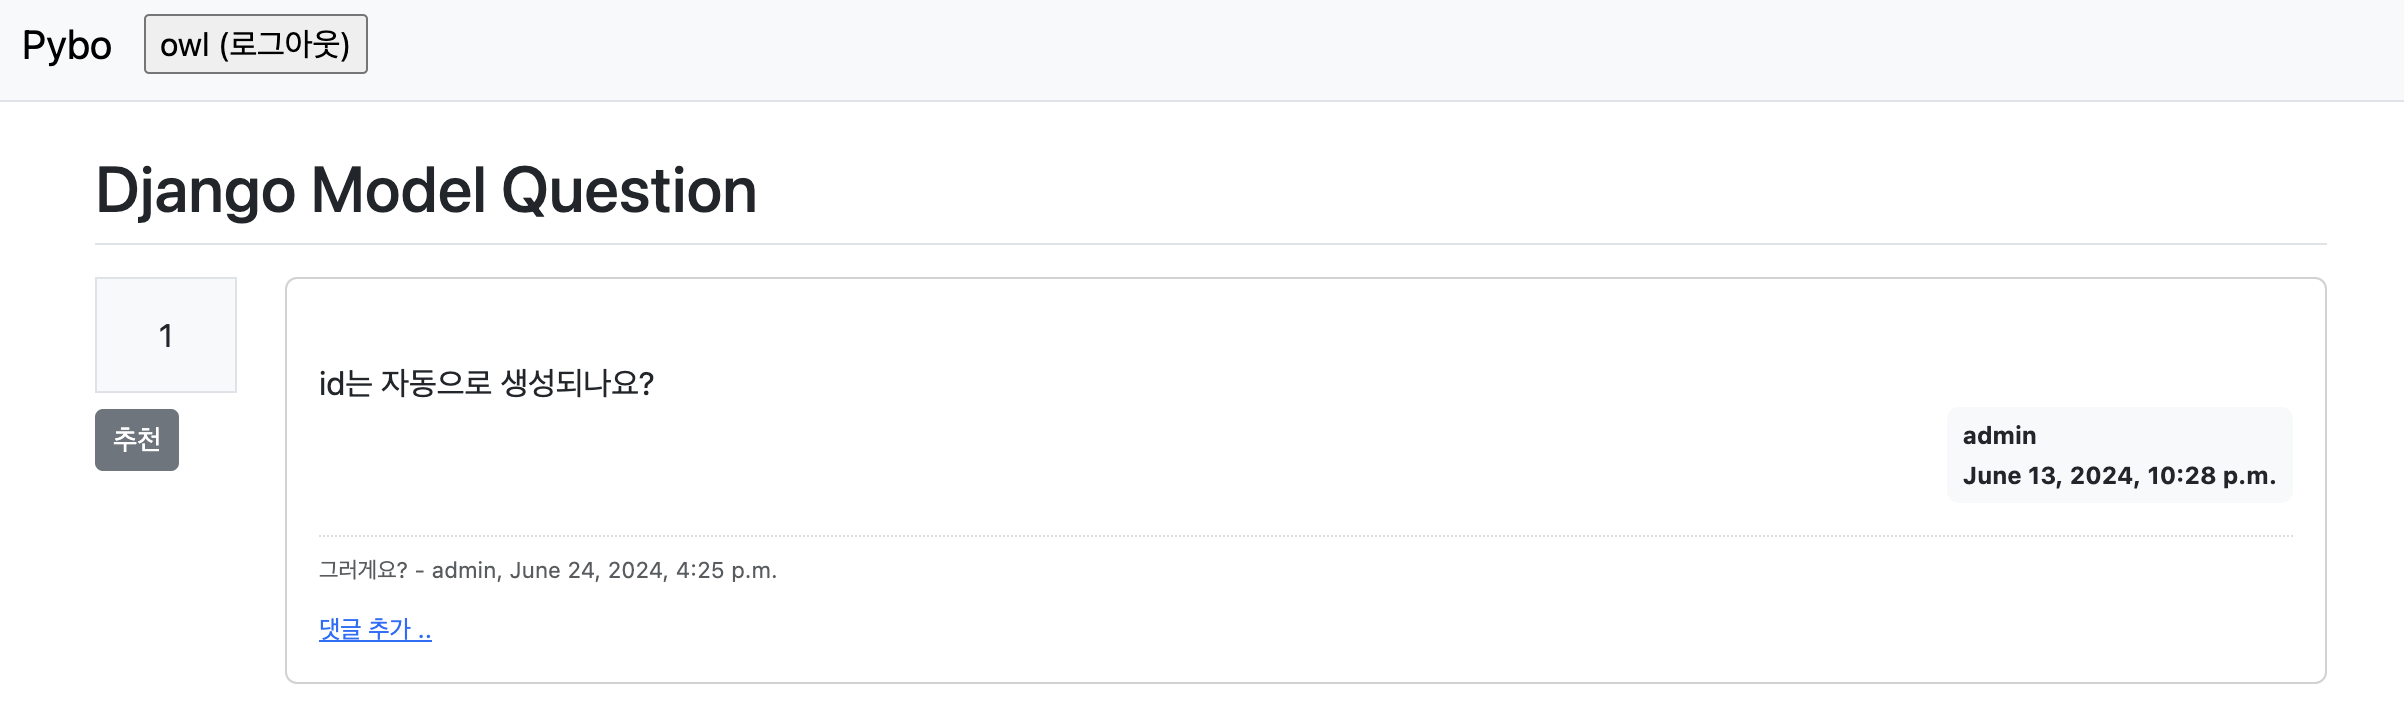 Pybo owl (로그아웃)
Django Model Question
1
추천
id는 자동으로 생성되나요?
admin
June 13, 2024, 10:28 p.m.
그러게요? - admin, June 24, 2024, 4:25 p.m.
댓글 추가 ..